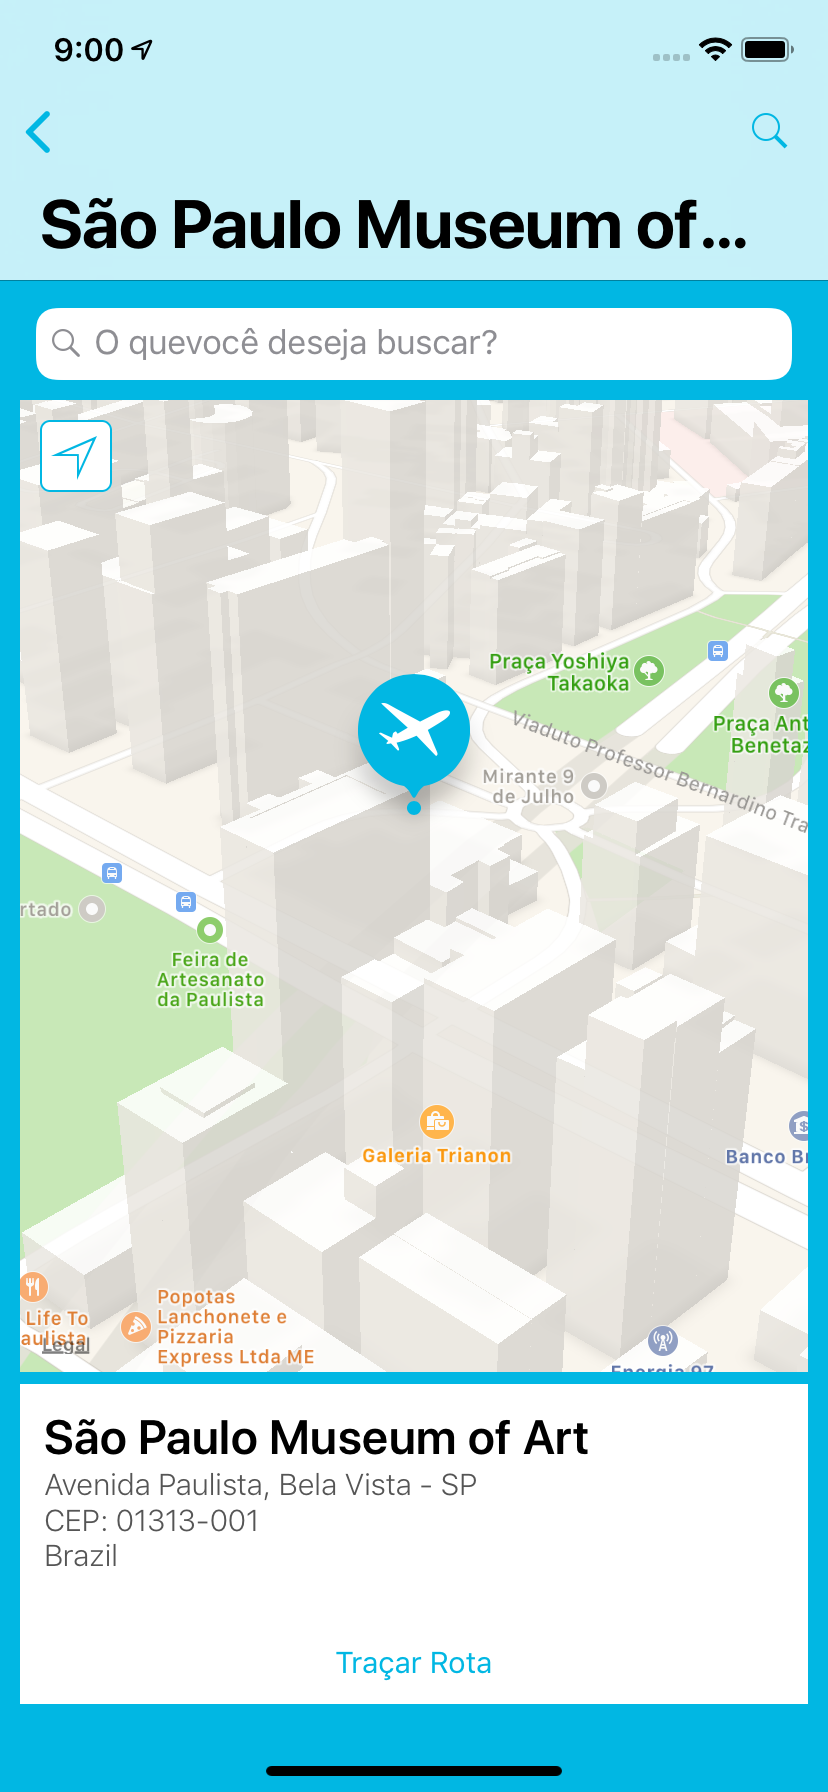 9:00
São Paulo Museum of...
O quevocê deseja buscar?
Praça Yoshiya
Takaoka
Praça Ant
Benetaz
Viaduto Professor Bernardino Tra
Mirante 9
de Julho
rtado
Feira de
Artesanato
da Paulista
Galeria Trianon
$
Banco Br
Life To
aulista
Legal
Popotas
Lanchonete e
Pizzaria
Express Ltda ME
Energia 97
São Paulo Museum of Art
Avenida Paulista, Bela Vista - SP
CEP: 01313-001
Brazil
Traçar Rota